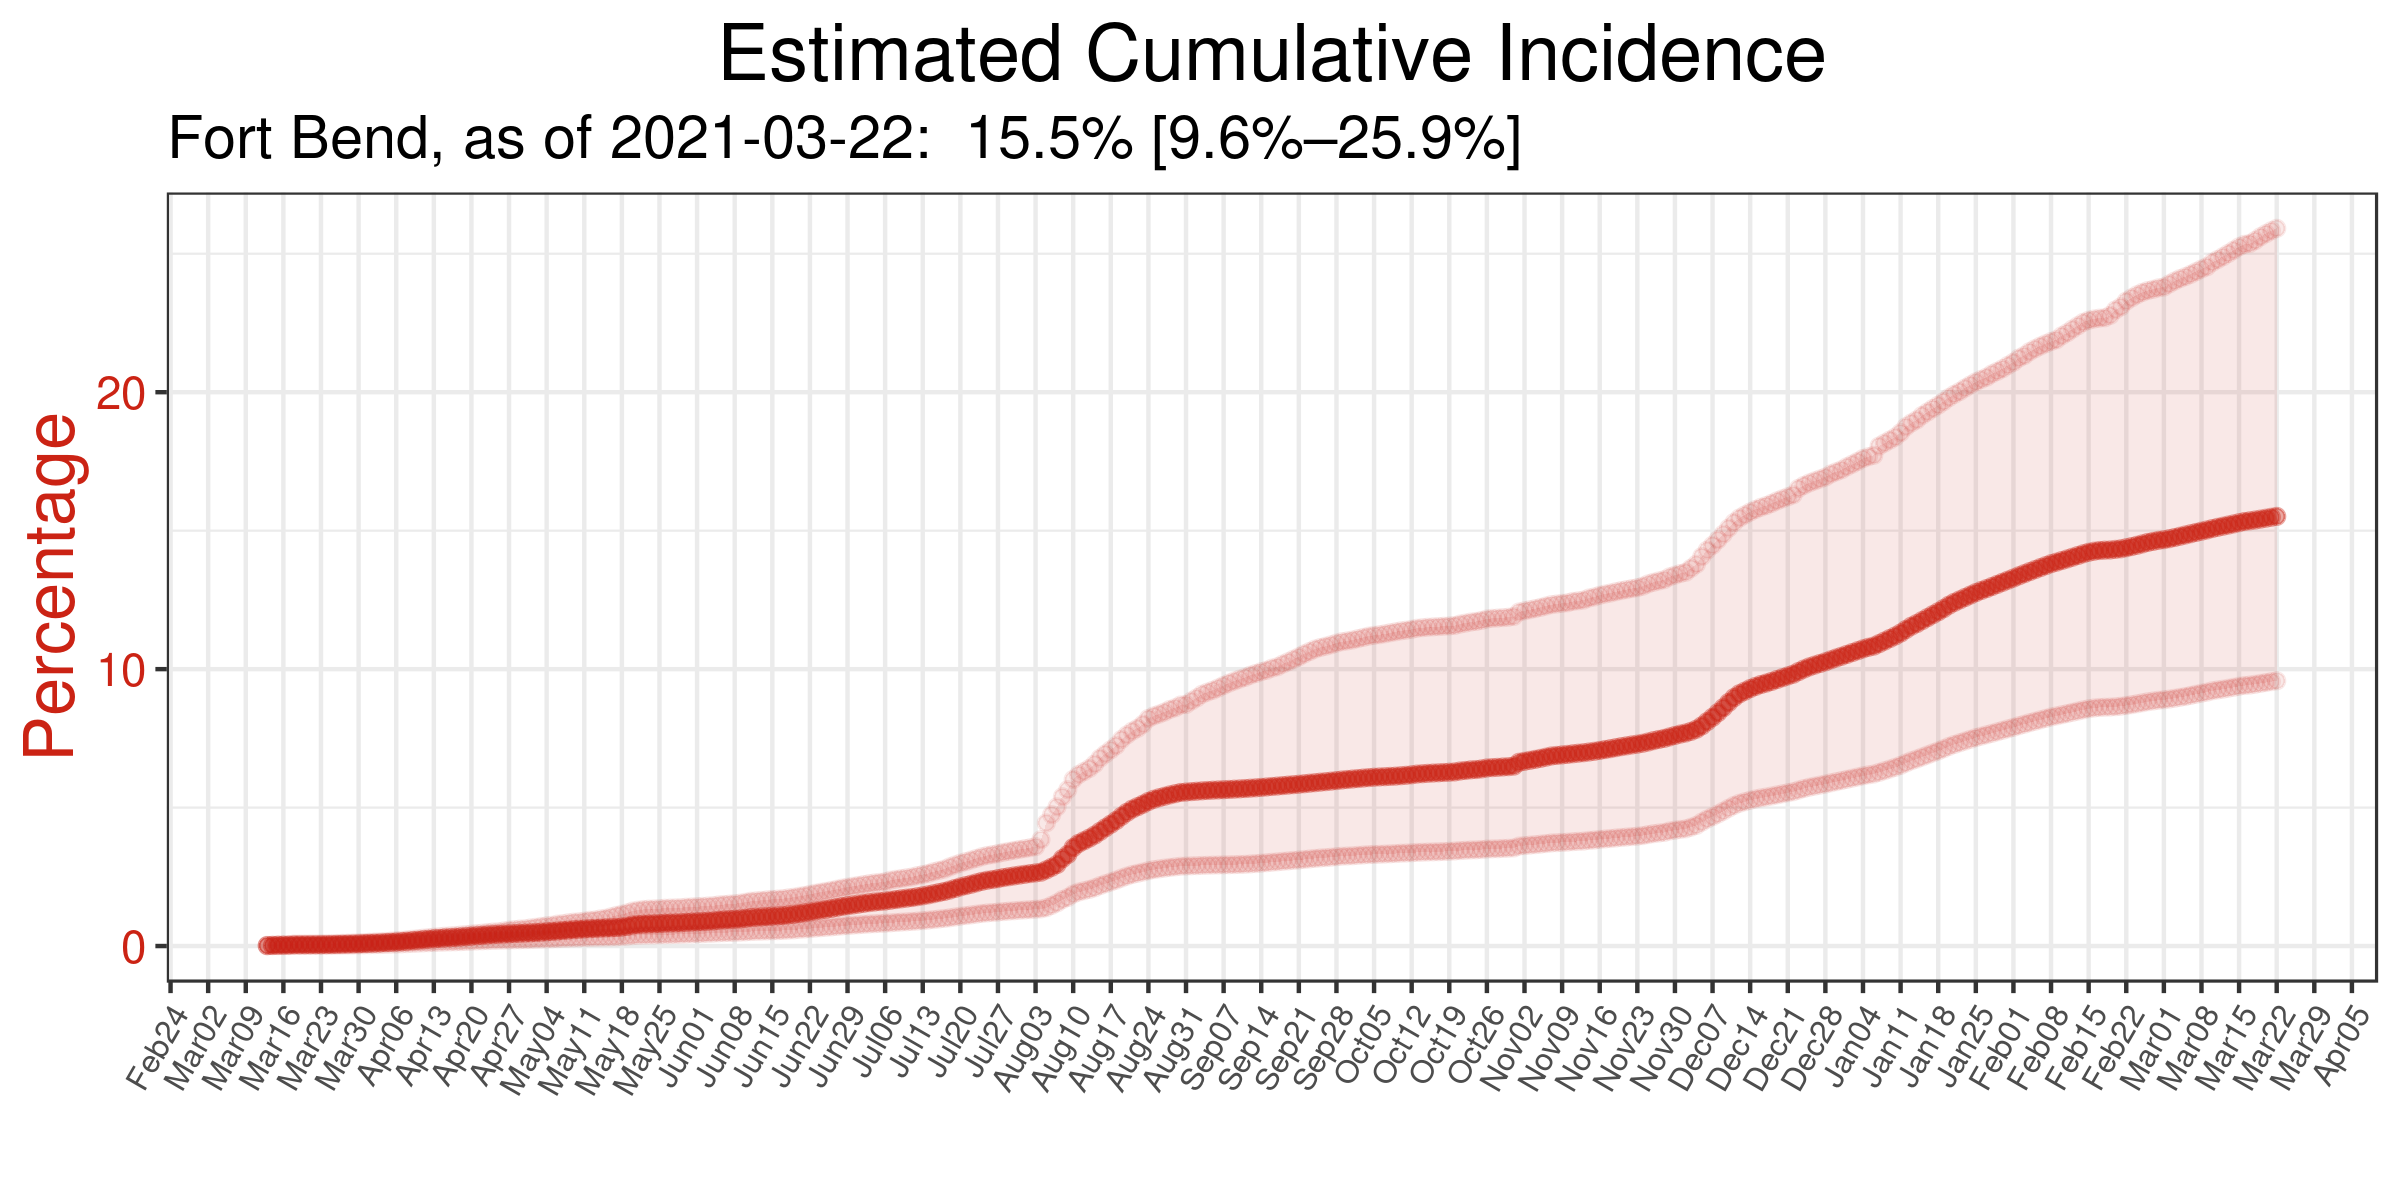 Estimated Cumulative Incidence
Fort Bend, as of 2021-03-22:  15.5% [9.6%–25.9%]
Percentage
20
10
0
Feb24
Mar02
Mar09
Mar16
Mar23
Mar30
Apr06
Apr13
Apr20
Apr27
May04
May11
May18
May25
Jun01
Jun08
Jun15
Jun22
Jun29
Jul06
Jul13
Jul20
Jul27
Aug03
Aug10
Aug17
Aug24
Aug31
Sep07
Sep14
Sep21
Sep28
Oct05
Oct12
Oct19
Oct26
Nov02
Nov09
Nov16
Nov23
Nov30
Dec07
Dec14
Dec21
Dec28
Jan04
Jan11
Jan18
Jan25
Feb01
Feb08
Feb15
Feb22
Mar01
Mar08
Mar15
Mar22
Mar29
Apr05